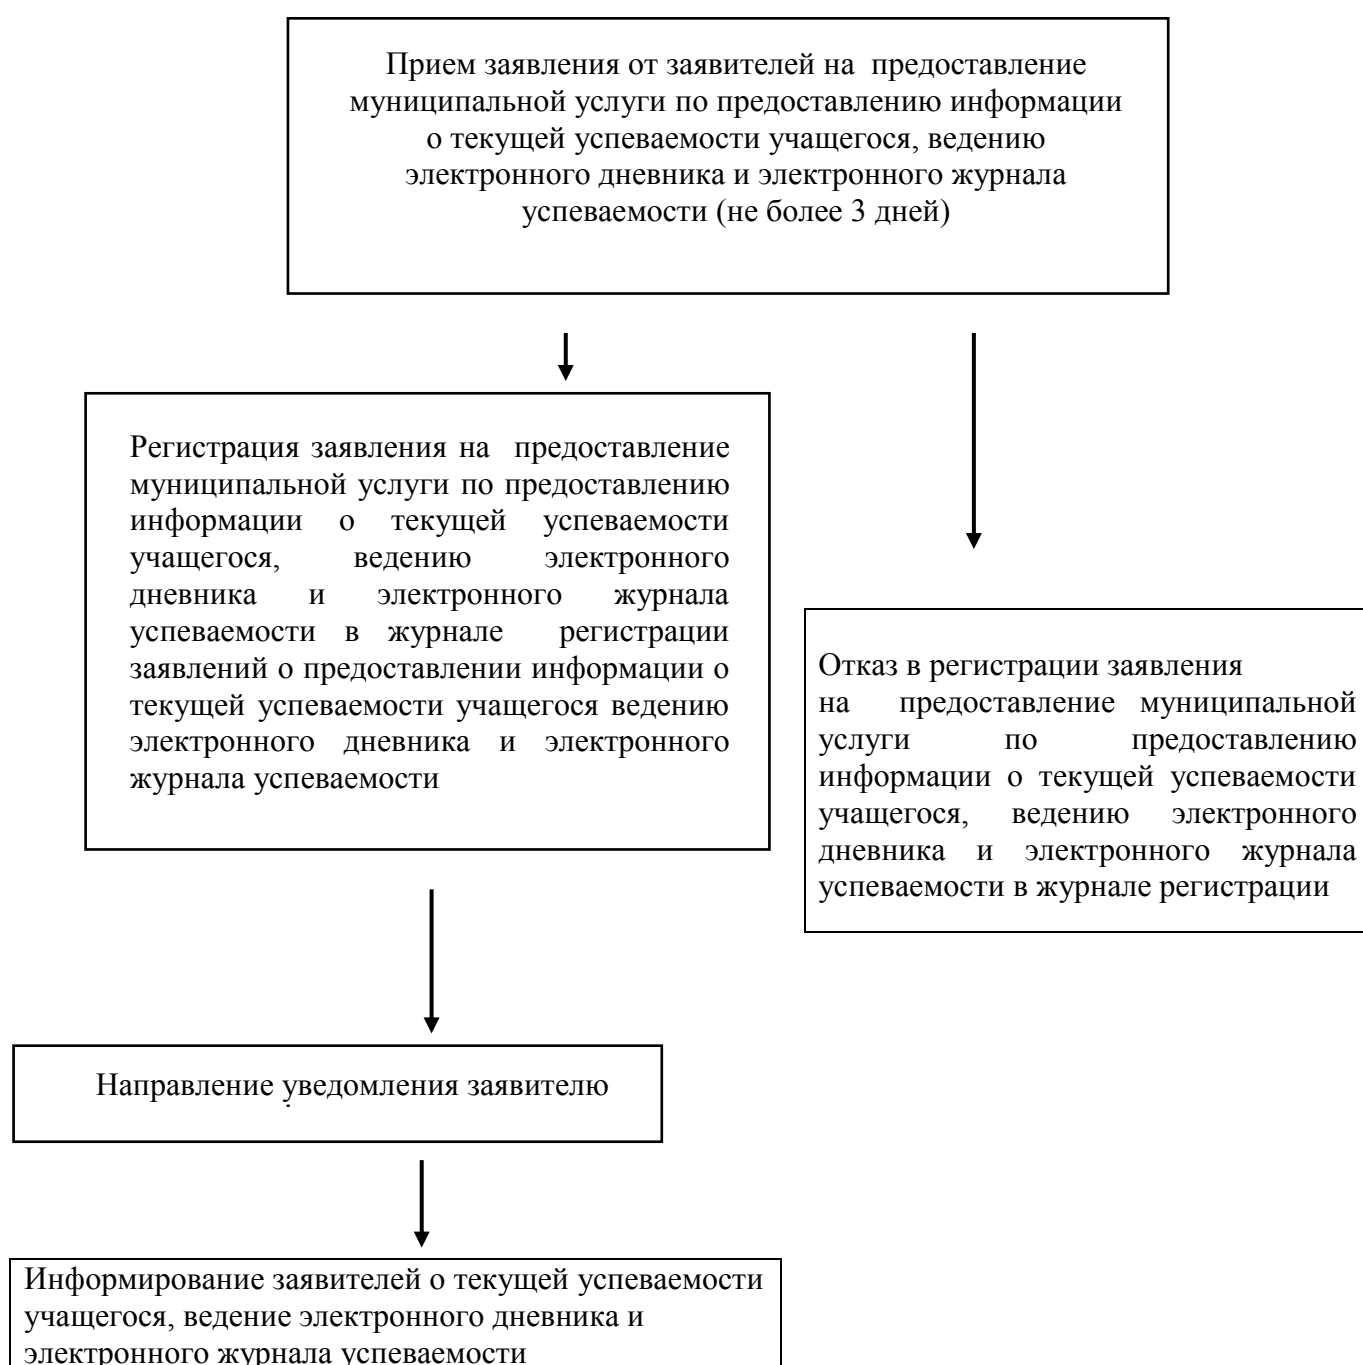 Прием заявления от заявителей на предоставление
муниципальной услуги по предоставлению информации
о текущей успеваемости учащегося, ведению
электронного дневника и электронного журнала
успеваемости (не более 3 дней)
Регистрация заявления на предоставление
муниципальной услуги по предоставлению
информации о текущей успеваемости
учащегося, ведению электронного
дневника и электронного журнала
успеваемости в журнале регистрации
заявлений о предоставлении информации о
текущей успеваемости учащегося ведению
электронного дневника и электронного
журнала успеваемости
Отказ в регистрации заявления
на предоставление муниципальной
услуги по предоставлению
информации о текущей успеваемости
учащегося, ведению электронного
дневника и электронного журнала
успеваемости в журнале регистрации
Направление уведомления заявителю
.
Информирование заявителей о текущей успеваемости
учащегося, ведение электронного дневника и
электронного журнала успеваемости